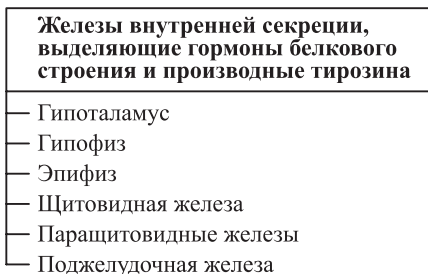 Железы внутренней секреции,
выделяющие гормоны белкового
строения и производные тирозина
Гипоталамус
Гипофиз
Эпифиз
Щитовидная железа
Паращитовидные железы
Поджелудочная железа